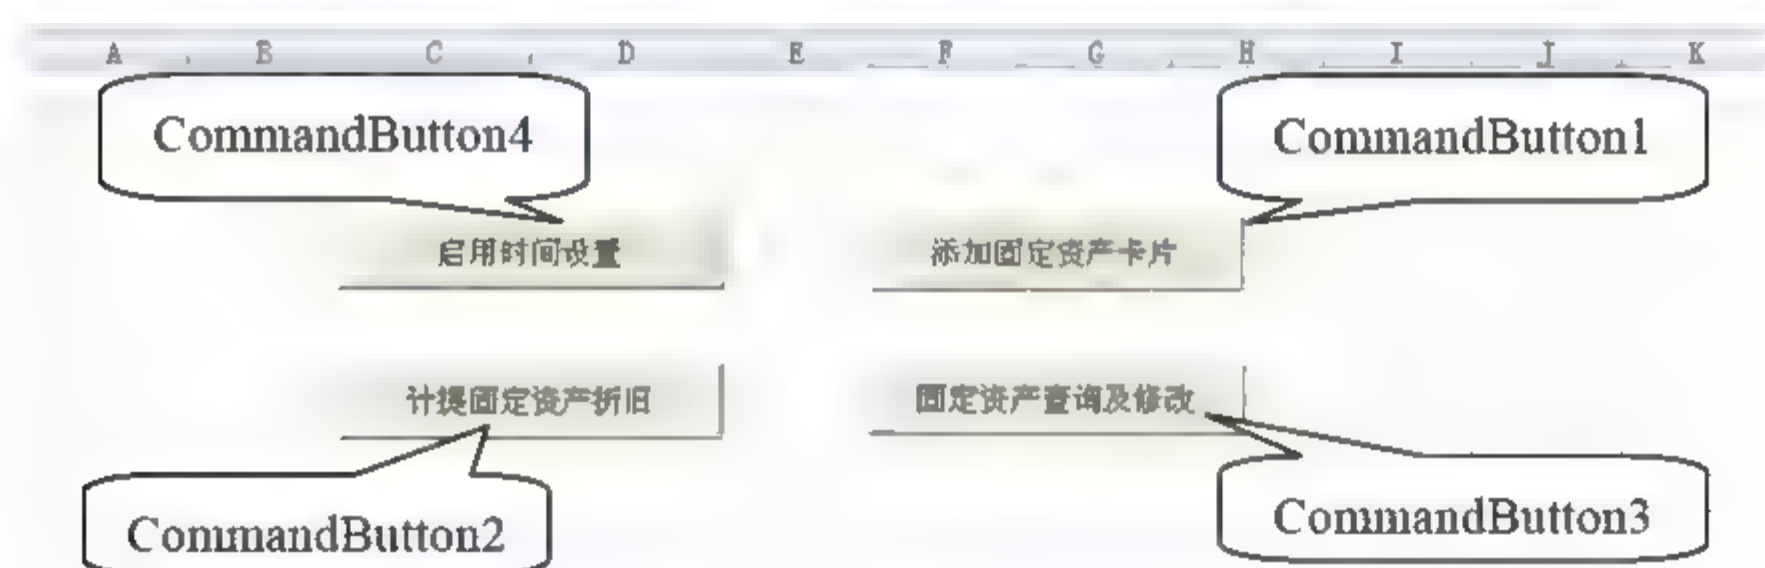 A B C D E F G H I J K
CommandButton4 CommandButton1
启用时间设置 添加固定资产卡片
计提固定资产折旧 固定资产查询及修改
CommandButton2 CommandButton3